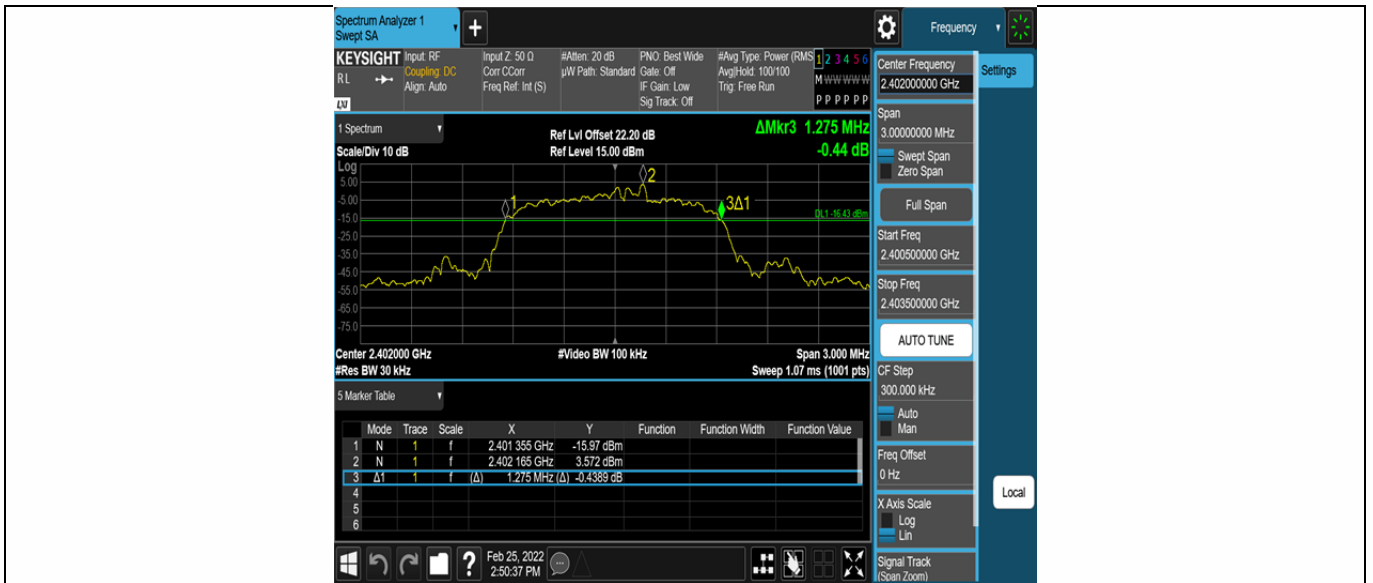 Spectrum Analyzer 1
Swept SA
+
Frequency
KEYSIGHT
RL
LXI
Input: RF
Coupling: DC
Align: Auto
Input Z: 50 Ω
Corr CCorr
Freq Ref: Int (S)
#Atten: 20 dB
µW Path: Standard
PNO: Best Wide
Gate: Off
IF Gain: Low
Sig Track: Off
#Avg Type: Power (RMS
Avg|Hold: 100/100
Trig: Free Run
1 2 3 4 5 6
M W W W W W
P P P P P P
Center Frequency
2.402000000 GHz
Settings
Span
3.00000000 MHz
Swept Span
Zero Span
Full Span
Start Freq
2.400500000 GHz
Stop Freq
2.403500000 GHz
AUTO TUNE
CF Step
300.000 kHz
Auto
Man
Freq Offset
0 Hz
X Axis Scale
Log
Lin
Signal Track
(Span Zoom)
Local
1 Spectrum
Scale/Div 10 dB
Log
Ref Lvl Offset 22.20 dB
Ref Level 15.00 dBm
ΔMkr3 1.275 MHz
-0.44 dB
5.00
-5.00
-15.0
-25.0
-35.0
-45.0
-55.0
-65.0
-75.0
1
2
3Δ1
DL1 -16.43 dBm
Center 2.402000 GHz
#Video BW 100 kHz
Span 3.000 MHz
#Res BW 30 kHz
Sweep 1.07 ms (1001 pts)
5 Marker Table
Mode Trace Scale X Y Function Function Width Function Value
1 N 1 f 2.401 355 GHz -15.97 dBm
2 N 1 f 2.402 165 GHz 3.572 dBm
3 Δ1 1 f (Δ) 1.275 MHz (Δ) -0.4389 dB
4
5
6
?
Feb 25, 2022
2:50:37 PM